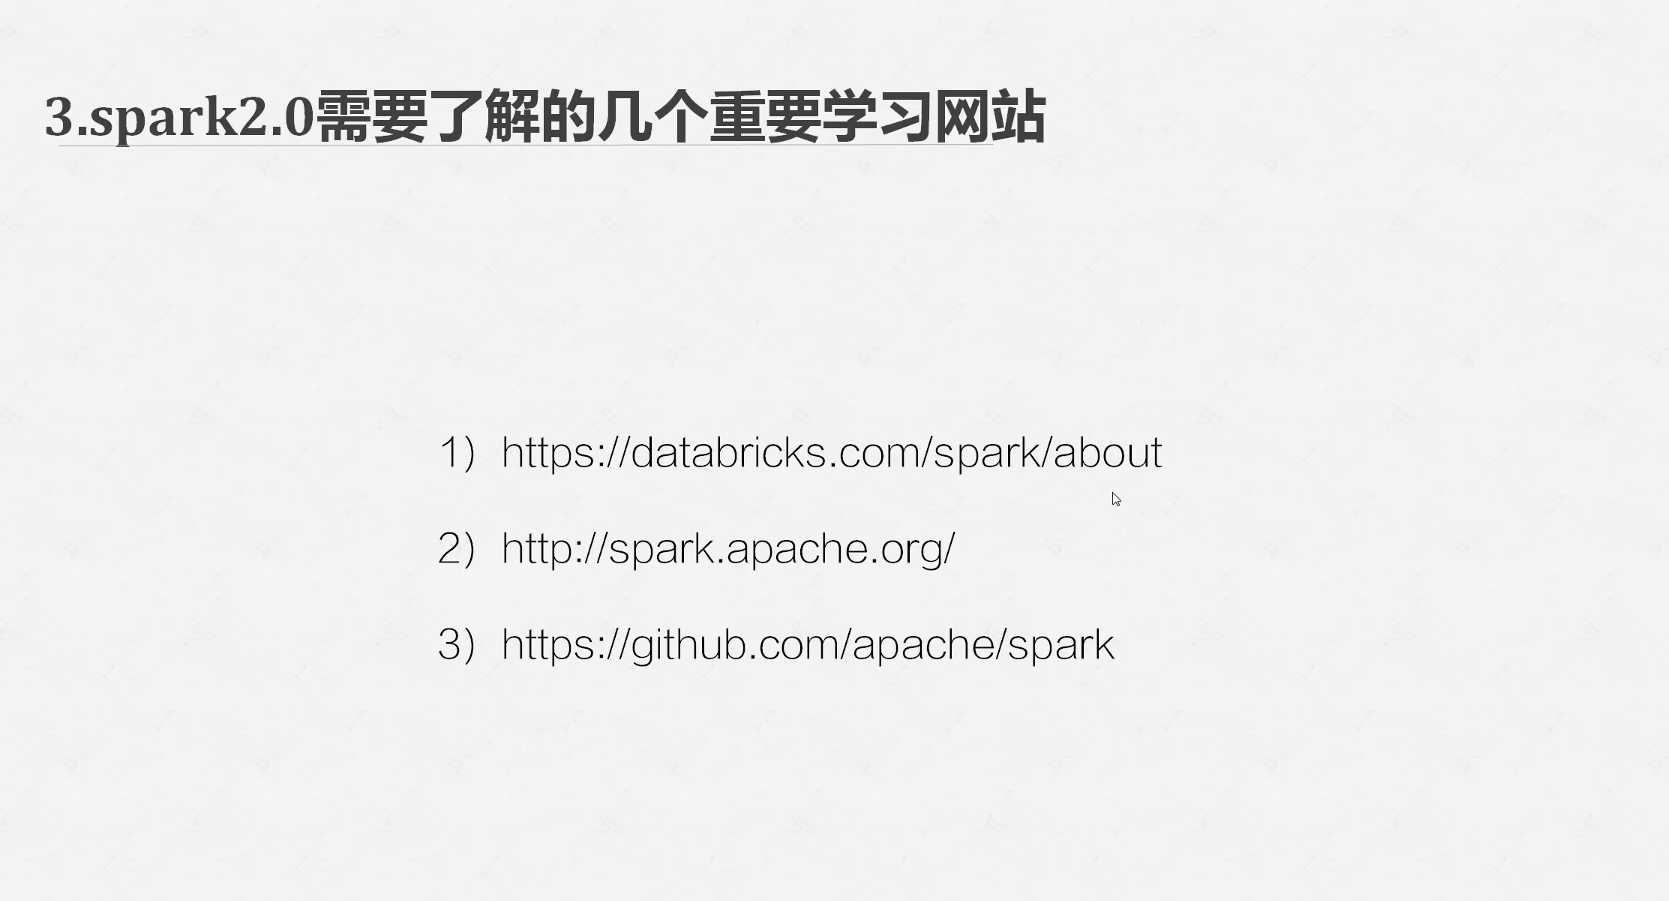 3.spark2.0需要了解的几个重要学习网站
1) https://databricks.com/spark/about
2) http://spark.apache.org/
3) https://github.com/apache/spark